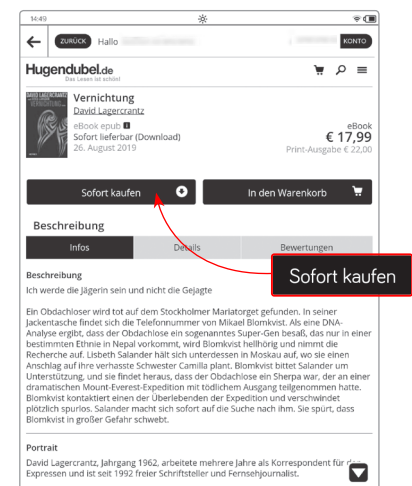 14:49
ZURÜCK Hallo
KONTO
Hugendubel.de
Das Lesen ist schön!
DAVID LAGERCRANTZ
VERNICHTUNG
Vernichtung
David Lagercrantz
eBook epub
Sofort lieferbar (Download)
26. August 2019
eBook
€ 17,99
Print-Ausgabe € 22,00
Sofort kaufen
In den Warenkorb
Beschreibung
Infos Details Bewertungen
Sofort kaufen
Beschreibung
Ich werde die Jägerin sein und nicht die Gejagte
Ein Obdachloser wird tot auf dem Stockholmer Mariatorget gefunden. In seiner
Jackentasche findet sich die Telefonnummer von Mikael Blomkvist. Als eine DNA-
Analyse ergibt, dass der Obdachlose ein sogenanntes Super-Gen besaß, das nur in einer
bestimmten Ethnie in Nepal vorkommt, wird Blomkvist hellhörig und nimmt die
Recherche auf. Lisbeth Salander hält sich unterdessen in Moskau auf, wo sie einen
Anschlag auf ihre verhasste Schwester Camilla plant. Blomkvist bittet Salander um
Unterstützung, und sie findet heraus, dass der Obdachlose ein Sherpa war, der an einer
dramatischen Mount-Everest-Expedition mit tödlichem Ausgang teilgenommen hatte.
Blomkvist kontaktiert einen der Überlebenden der Expedition und verschwindet
plötzlich spurlos. Salander macht sich sofort auf die Suche nach ihm. Sie spürt, dass
Blomkvist in großer Gefahr schwebt.
Portrait
David Lagercrantz, Jahrgang 1962, arbeitete mehrere Jahre als Korrespondent für
Expressen und ist seit 1992 freier Schriftsteller und Fernsehjournalist.